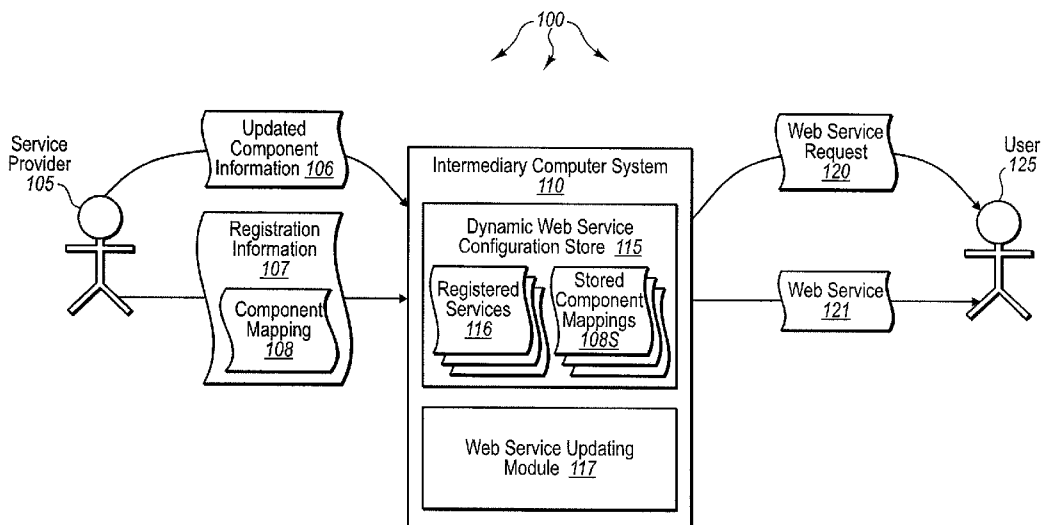 100
Service
Provider 105
Updated
Component
Information 106
Registration
Information
107
Component
Mapping
108
Intermediary Computer System
110
Dynamic Web Service
Configuration Store 115
Registered
Services
116
Stored
Component
Mappings
108S
Web Service Updating
Module 117
Web Service
Request
120
Web Service
121
User
125